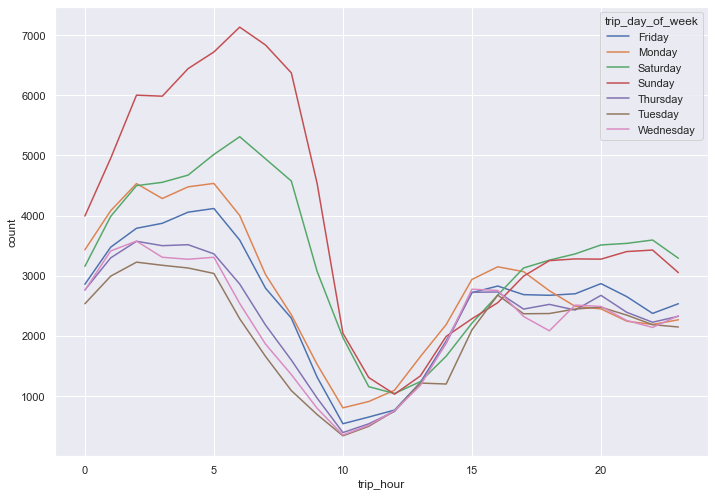 trip_day_of_week
Friday
Monday
Saturday
Sunday
Thursday
Tuesday
Wednesday
7000
6000
5000
4000
3000
2000
1000
count
0 5 10 15 20
trip_hour